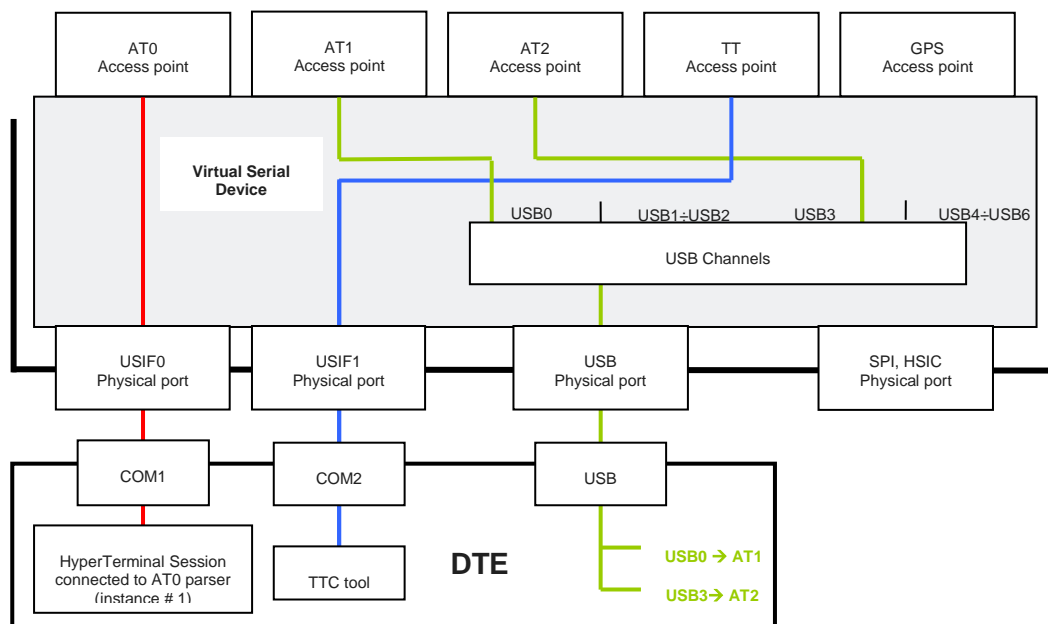 AT0
Access point
AT1
Access point
AT2
Access point
TT
Access point
GPS
Access point
Virtual Serial
Device
USB0
USB1÷USB2
USB3
USB4÷USB6
USB Channels
USIF0
Physical port
USIF1
Physical port
USB
Physical port
SPI, HSIC
Physical port
COM1
COM2
USB
HyperTerminal Session
connected to AT0 parser
(instance # 1)
TTC tool
DTE
USB0 → AT1
USB3→ AT2